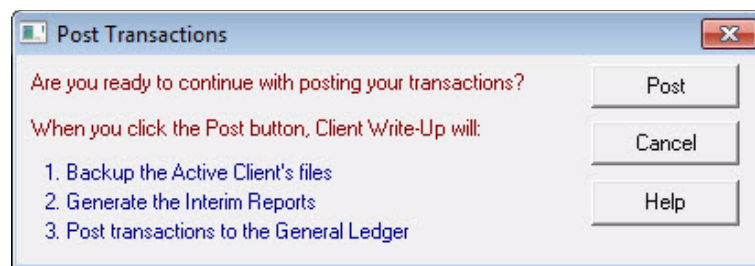 Post Transactions
Are you ready to continue with posting your transactions?
Post
When you click the Post button, Client Write-Up will:
Cancel
1. Backup the Active Client's files
2. Generate the Interim Reports
Help
3. Post transactions to the General Ledger